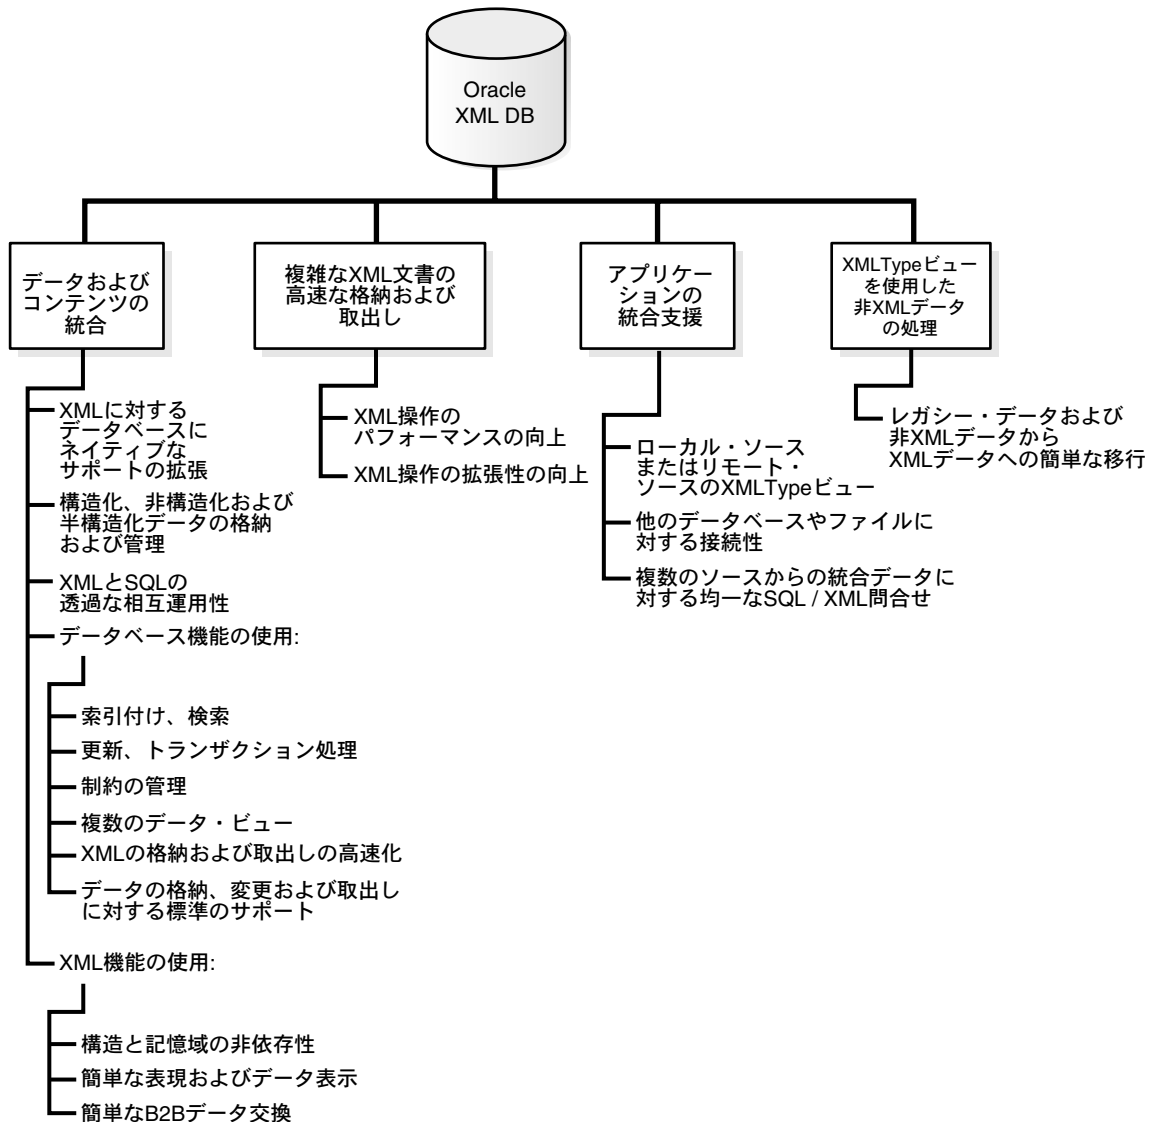 Oracle
XML DB
データおよび
コンテンツの
統合
複雑なXML文書の
高速な格納および
取出し
アプリケー
ションの
統合支援
XMLTypeビュー
を使用した
非XMLデータ
の処理
XMLに対する
データベースに
ネイティブな
サポートの拡張
構造化、非構造化および
半構造化データの格納
および管理
XMLとSQLの
透過な相互運用性
データベース機能の使用:
索引付け、検索
更新、トランザクション処理
制約の管理
複数のデータ・ビュー
XMLの格納および取出しの高速化
データの格納、変更および取出し
に対する標準のサポート
XML機能の使用:
構造と記憶域の非依存性
簡単な表現およびデータ表示
簡単なB2Bデータ交換
XML操作の
パフォーマンスの向上
XML操作の拡張性の向上
ローカル・ソース
またはリモート・
ソースのXMLTypeビュー
他のデータベースやファイルに
対する接続性
複数のソースからの統合データに
対する均一なSQL / XML問合せ
レガシー・データおよび
非XMLデータから
XMLデータへの簡単な移行